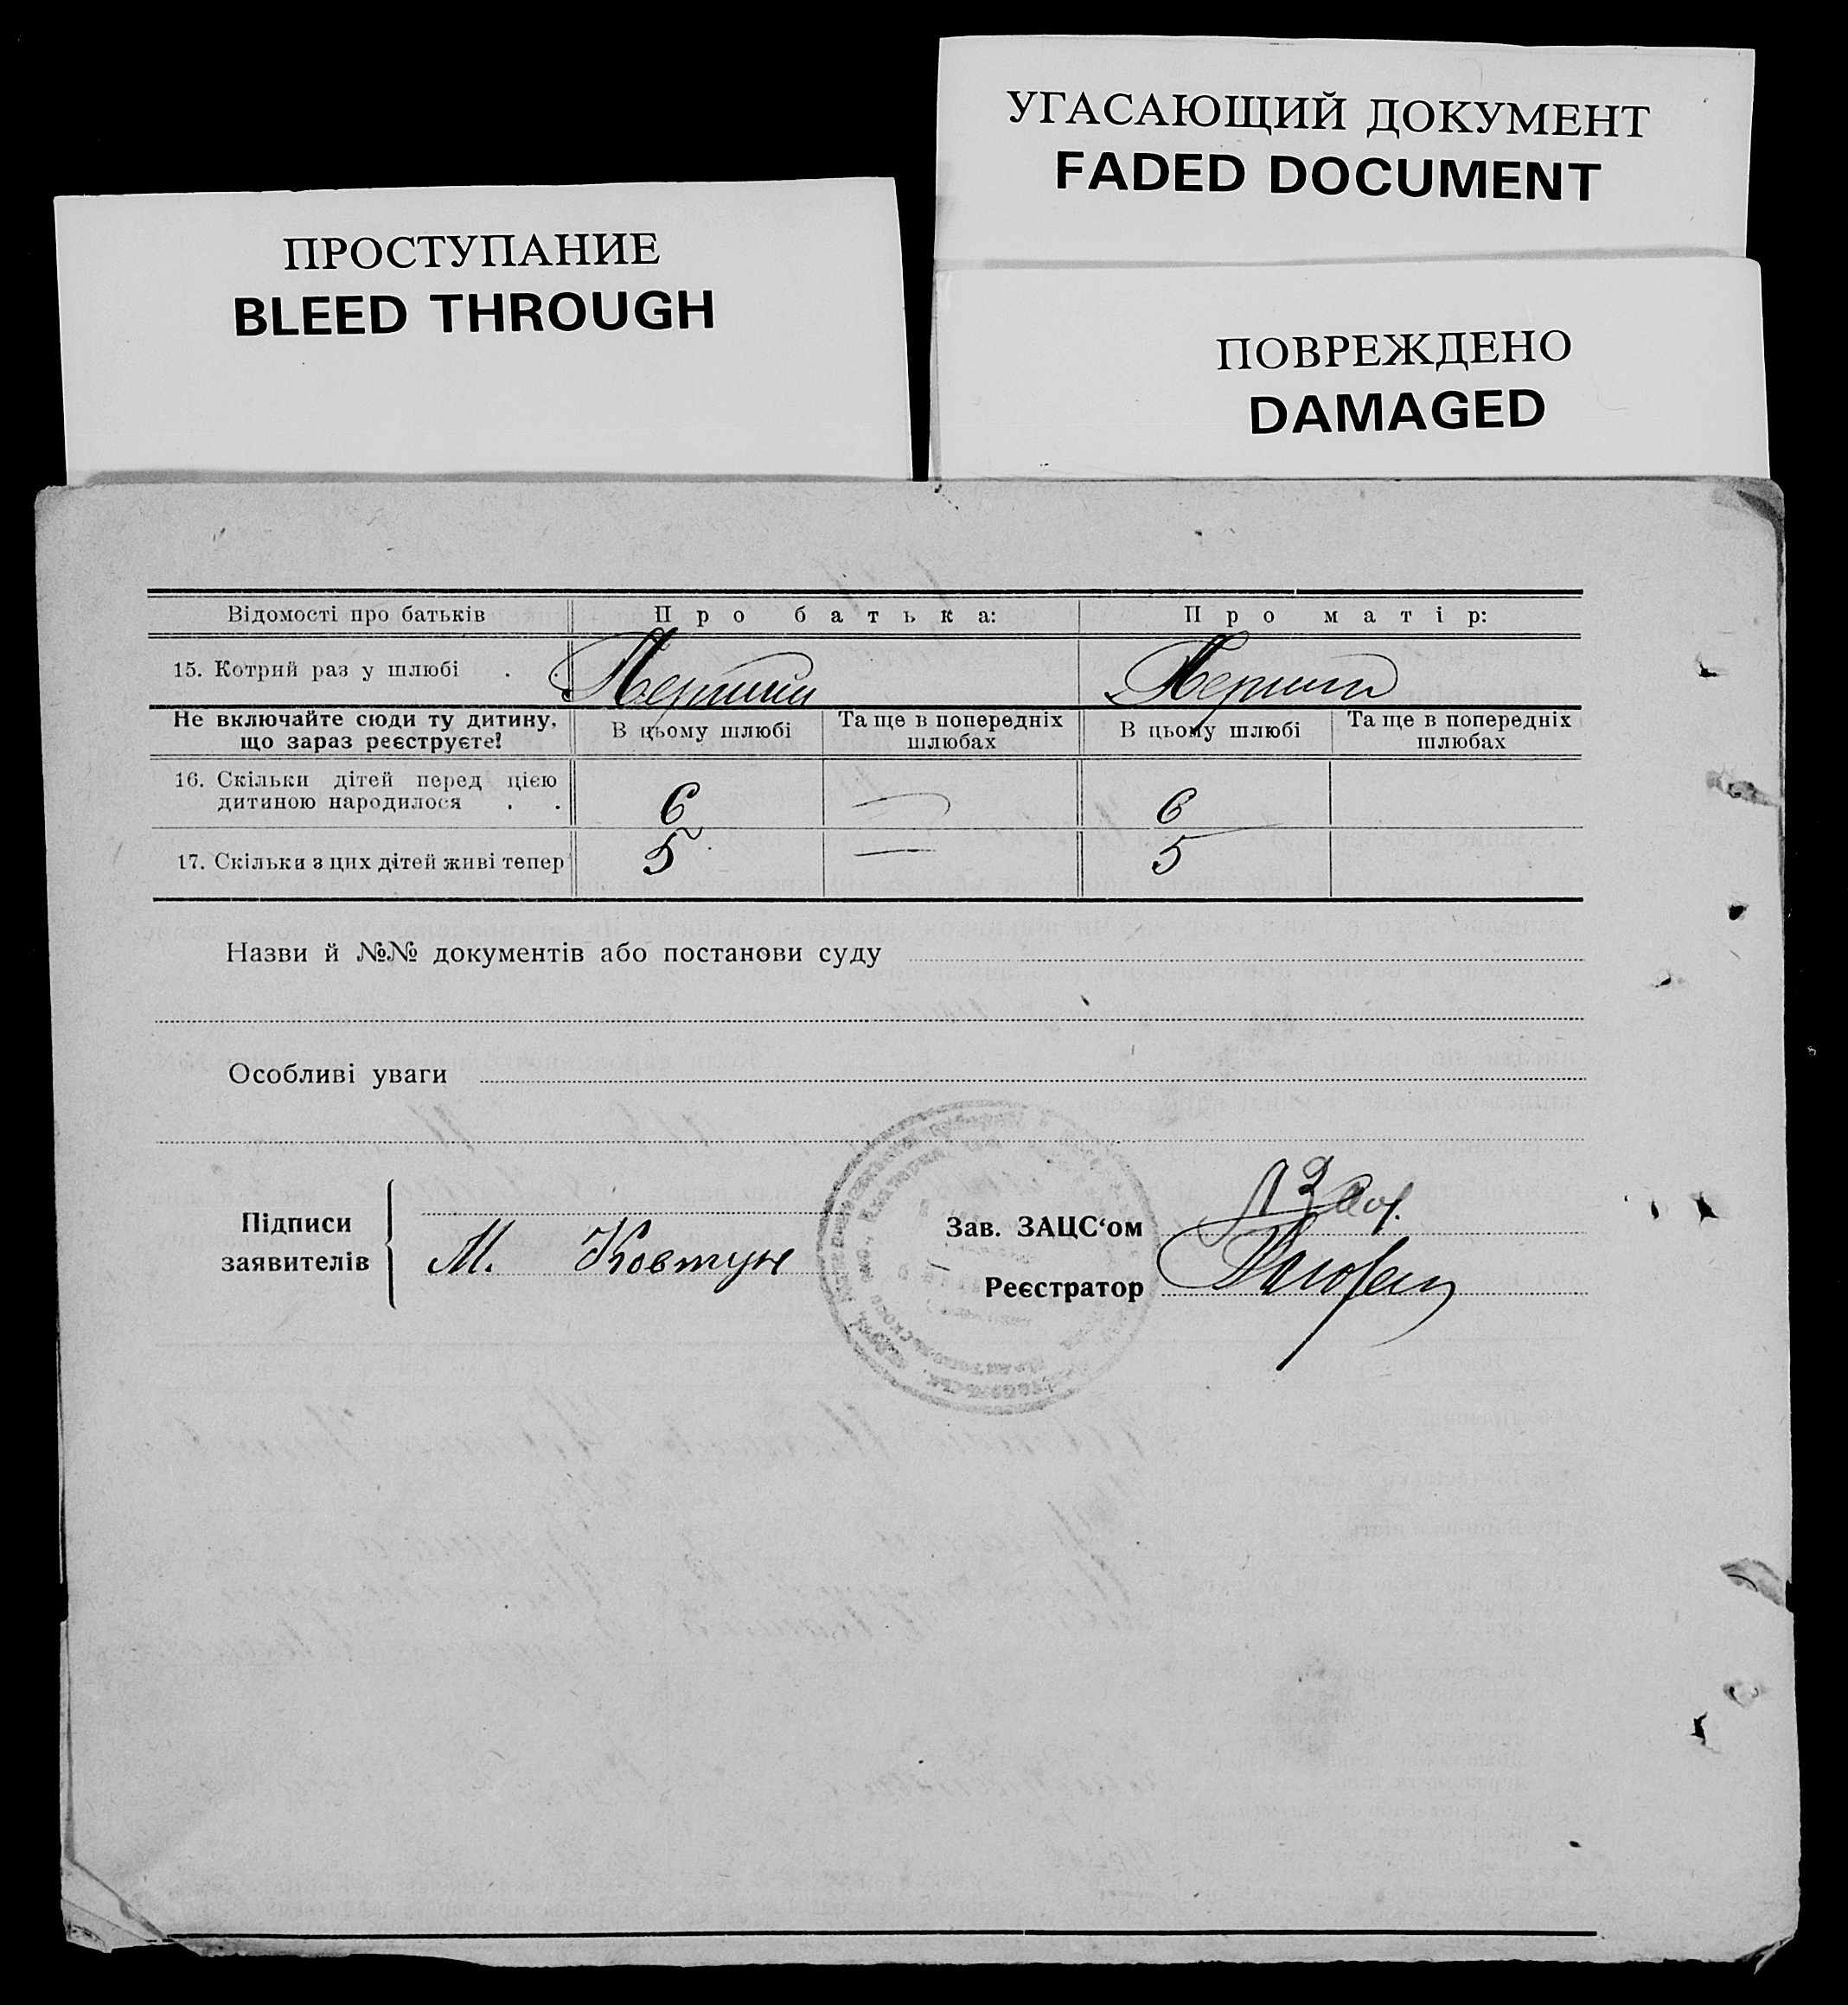 УГАСАЮЩИЙ ДОКУМЕНТ
FADED DOCUMENT
ПРОСТУПАНИЕ
BLEED THROUGH
ПОВРЕЖДЕНО
DAMAGED
Відомості про батьків Про батька: Про матір:
15. Котрий раз у шлюбі . . Перший Перший
Не включайте сюди ту дитину, що зараз реєструєте! В цьому шлюбі Та ще в попередніх шлюбах В цьому шлюбі Та ще в попередніх шлюбах
16. Скільки дітей перед цією
дитиною народилося . . 6 — 6
17. Скільки з цих дітей живі тепер 5 — 5
Назви й №№ документів або постанови суду
Особливі уваги
Підписи
заявителів
М. Ковтун
Зав. ЗАЦС‘ом
Реєстратор